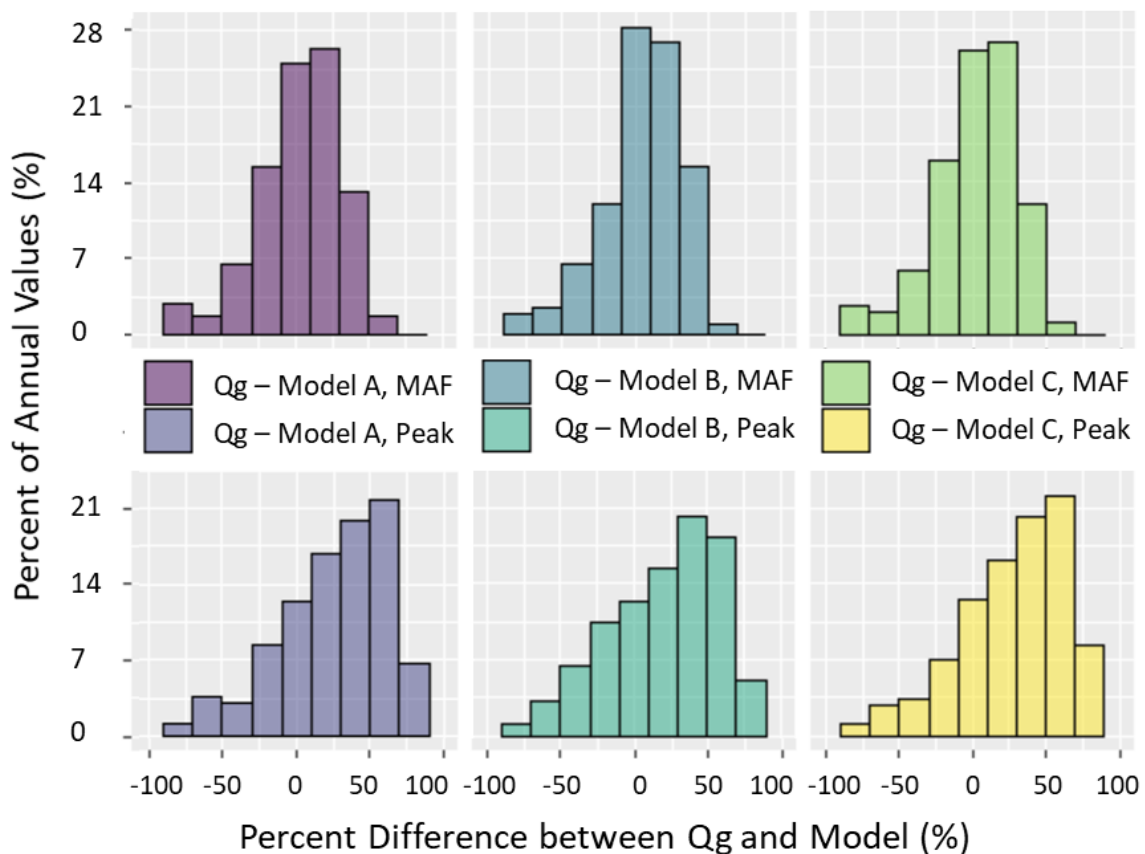 Percent of Annual Values (%)
28
21
14
7
0
Qg – Model A, MAF
Qg – Model A, Peak
Qg – Model B, MAF
Qg – Model B, Peak
Qg – Model C, MAF
Qg – Model C, Peak
21
14
7
0
-100 -50 0 50 -100 -50 0 50 -100 -50 0 50 100
Percent Difference between Qg and Model (%)